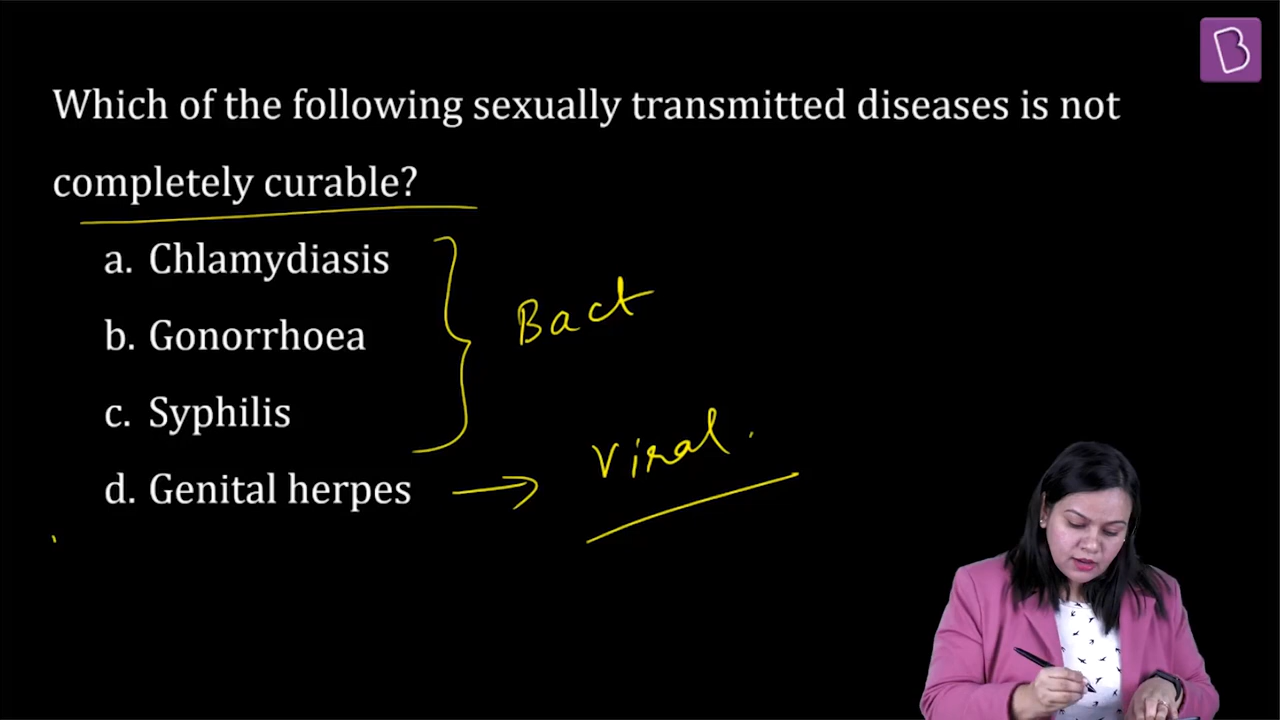 Which of the following sexually transmitted diseases is not
completely curable?
a. Chlamydiasis
b. Gonorrhoea
c. Syphilis
d. Genital herpes
Bact
Viral.
B